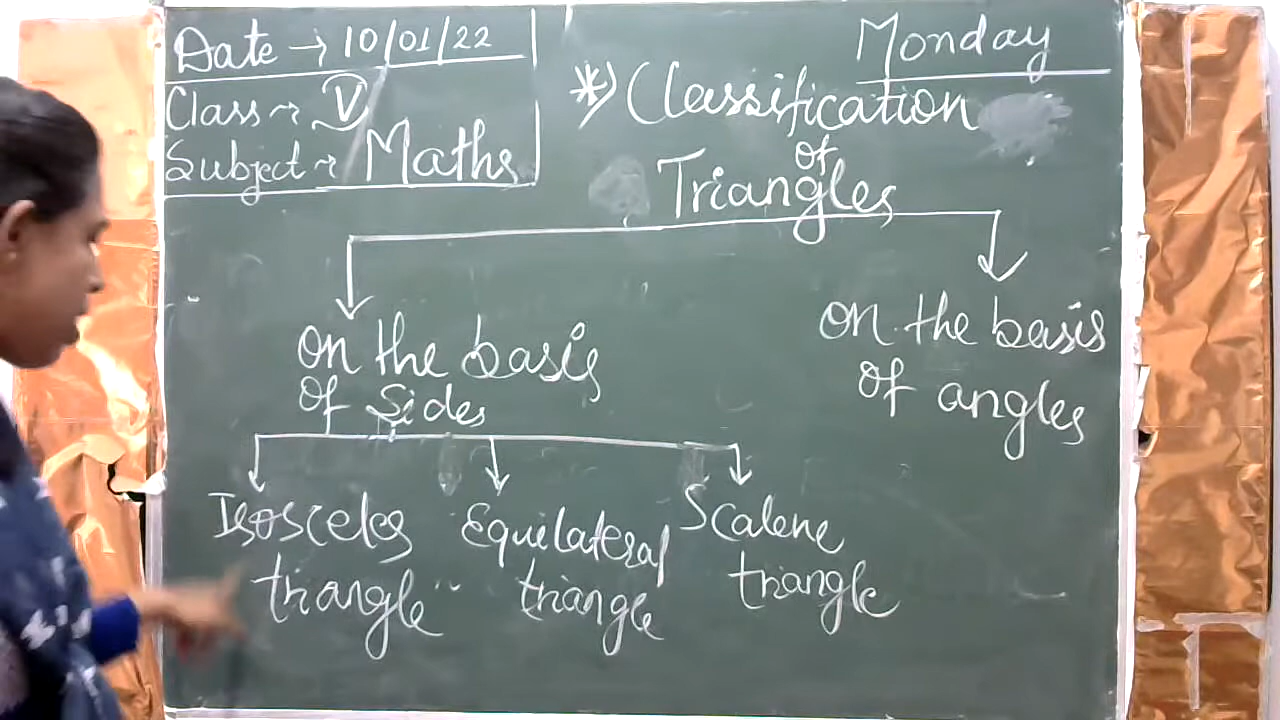 Date → 10/01/22
Class → V
Subject → Maths
Monday
*) Classification
of
Triangles
on the basis
of Sides
on the basis
of angles
Isosceles
triangle
Equilateral
triangle
Scalene
triangle